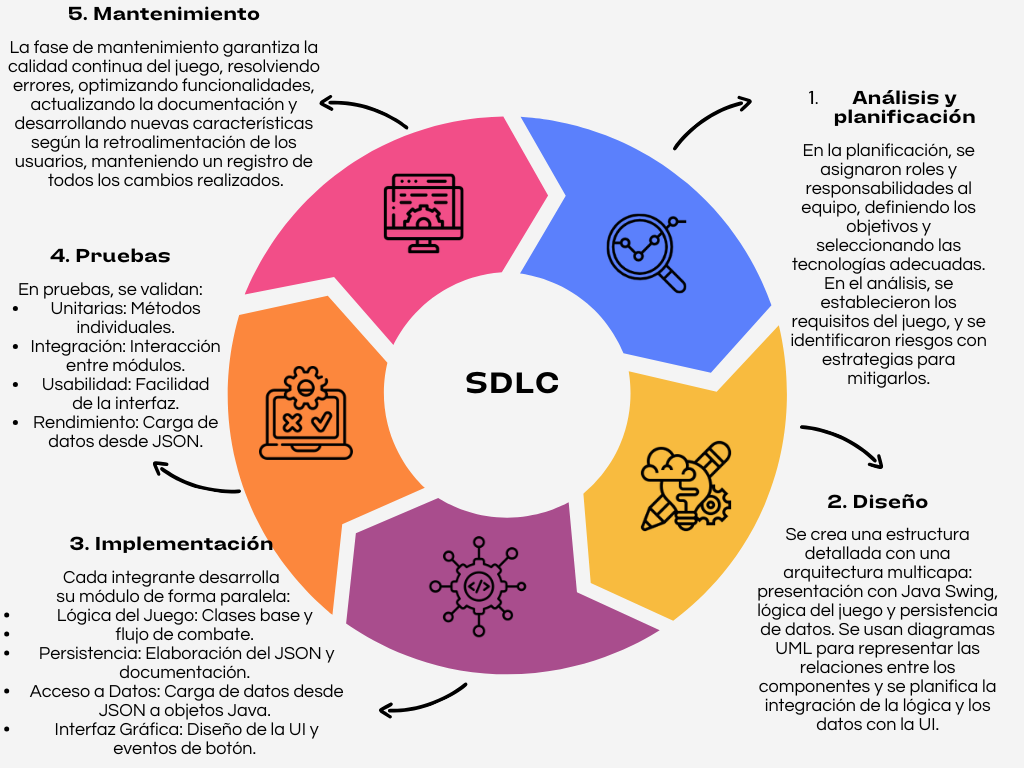 5. Mantenimiento
La fase de mantenimiento garantiza la
calidad continua del juego, resolviendo
errores, optimizando funcionalidades,
actualizando la documentación y
desarrollando nuevas características
según la retroalimentación de los
usuarios, manteniendo un registro de
todos los cambios realizados.
1. Análisis y
planificación
En la planificación, se
asignaron roles y
responsabilidades al
equipo, definiendo los
objetivos y
seleccionando las
tecnologías adecuadas.
En el análisis, se
establecieron los
requisitos del juego, y se
identificaron riesgos con
estrategias para
mitigarlos.
4. Pruebas
En pruebas, se validan:
• Unitarias: Métodos
individuales.
• Integración: Interacción
entre módulos.
• Usabilidad: Facilidad
de la interfaz.
• Rendimiento: Carga de
datos desde JSON.
SDLC
2. Diseño
Se crea una estructura
detallada con una
arquitectura multicapa:
presentación con Java Swing,
lógica del juego y persistencia
de datos. Se usan diagramas
UML para representar las
relaciones entre los
componentes y se planifica la
integración de la lógica y los
datos con la UI.
3. Implementación
Cada integrante desarrolla
su módulo de forma paralela:
• Lógica del Juego: Clases base y
• flujo de combate.
• Persistencia: Elaboración del JSON y
documentación.
• Acceso a Datos: Carga de datos desde
JSON a objetos Java.
• Interfaz Gráfica: Diseño de la UI y
eventos de botón.